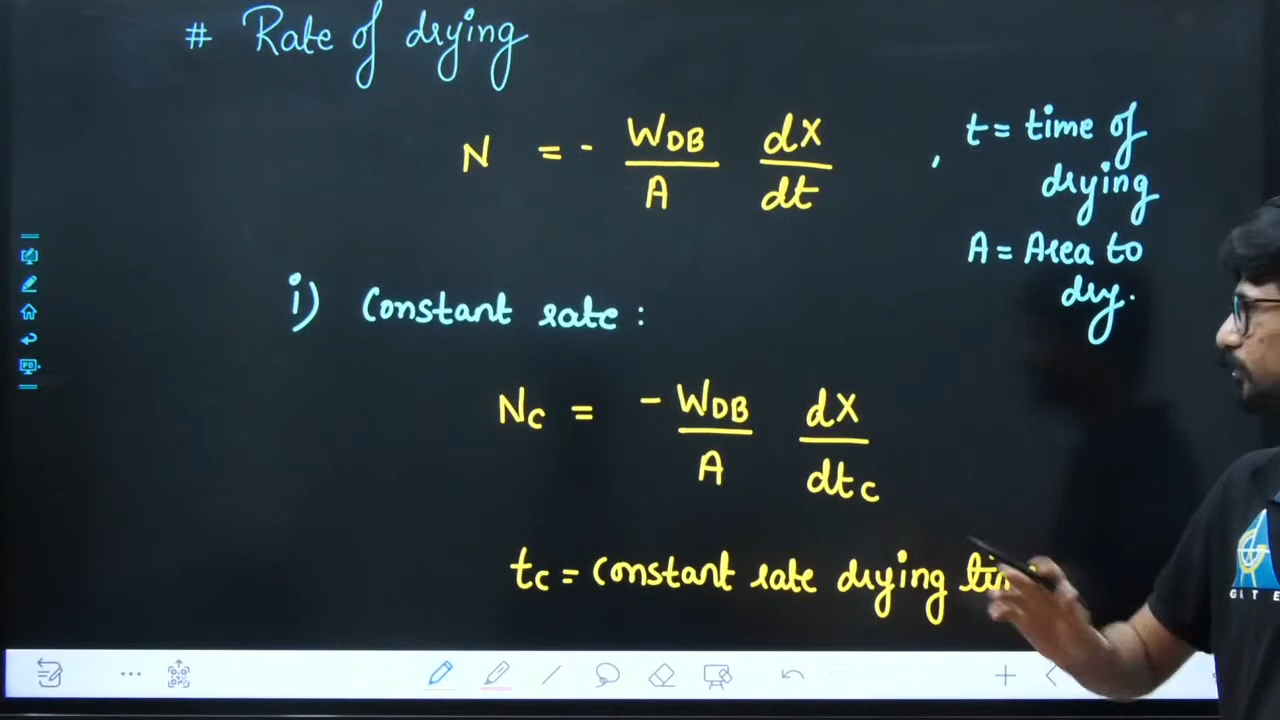 # Rate of drying
N = - W_DB/A dX/dt , t = time of drying
A = Area to dry.
i) Constant rate :
N_C = - W_DB/A dX/dt_C
t_C = constant rate drying
GATE